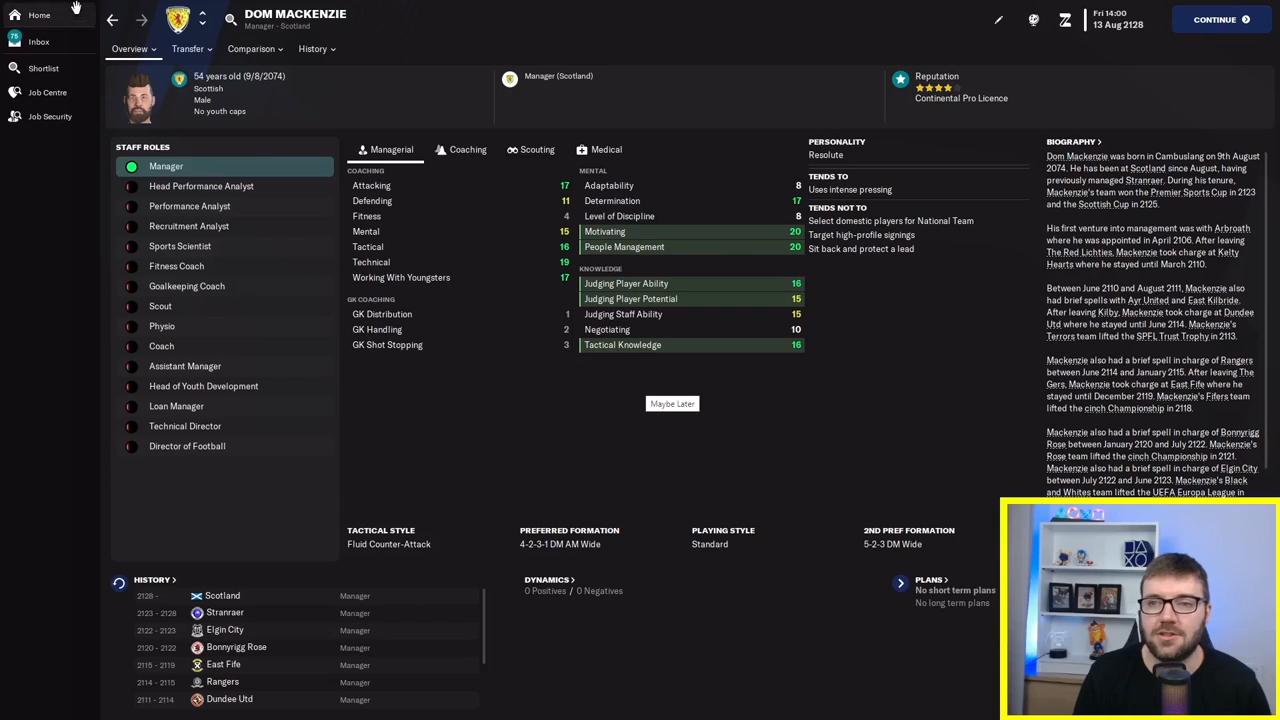 Home
75
Inbox
Shortlist
Job Centre
Job Security
DOM MACKENZIE
Manager - Scotland
Fri 14:00
13 Aug 2128
CONTINUE
Overview
Transfer
Comparison
History
54 years old (9/8/2074)
Scottish
Male
No youth caps
Manager (Scotland)
Reputation
Continental Pro Licence
STAFF ROLES
Manager
Head Performance Analyst
Performance Analyst
Recruitment Analyst
Sports Scientist
Fitness Coach
Goalkeeping Coach
Scout
Physio
Coach
Assistant Manager
Head of Youth Development
Loan Manager
Technical Director
Director of Football
Managerial
Coaching
Scouting
Medical
COACHING
Attacking 17
Defending 11
Fitness 4
Mental 15
Tactical 16
Technical 19
Working With Youngsters 17
GK COACHING
GK Distribution 1
GK Handling 2
GK Shot Stopping 3
MENTAL
Adaptability 8
Determination 17
Level of Discipline 8
Motivating 20
People Management 20
KNOWLEDGE
Judging Player Ability 16
Judging Player Potential 15
Judging Staff Ability 15
Negotiating 10
Tactical Knowledge 16
Maybe Later
PERSONALITY
Resolute
TENDS TO
Uses intense pressing
TENDS NOT TO
Select domestic players for National Team
Target high-profile signings
Sit back and protect a lead
BIOGRAPHY
Dom Mackenzie was born in Cambuslang on 9th August
2074. He has been at Scotland since August, having
previously managed Stranraer. During his tenure,
Mackenzie's team won the Premier Sports Cup in 2123
and the Scottish Cup in 2125.
His first venture into management was with Arbroath
where he was appointed in April 2106. After leaving
The Red Lichties, Mackenzie took charge at Kelty
Hearts where he stayed until March 2110.
Between June 2110 and August 2111, Mackenzie also
had brief spells with Ayr United and East Kilbride.
After leaving Kilby, Mackenzie took charge at Dundee
Utd where he stayed until June 2114. Mackenzie's
Terrors team lifted the SPFL Trust Trophy in 2113.
Mackenzie also had a brief spell in charge of Rangers
between June 2114 and January 2115. After leaving The
Gers, Mackenzie took charge at East Fife where he
stayed until December 2119. Mackenzie's Fifers team
lifted the cinch Championship in 2118.
Mackenzie also had a brief spell in charge of Bonnyrigg
Rose between January 2120 and July 2122. Mackenzie's
Rose team lifted the cinch Championship in 2121.
Mackenzie also had a brief spell in charge of Elgin City
between July 2122 and June 2123. Mackenzie's Black
and Whites team lifted the UEFA Europa League in
TACTICAL STYLE
Fluid Counter-Attack
PREFERRED FORMATION
4-2-3-1 DM AM Wide
PLAYING STYLE
Standard
2ND PREF FORMATION
5-2-3 DM Wide
HISTORY
2128 - Scotland Manager
2123 - 2128 Stranraer Manager
2122 - 2123 Elgin City Manager
2120 - 2122 Bonnyrigg Rose Manager
2115 - 2119 East Fife Manager
2114 - 2115 Rangers Manager
2111 - 2114 Dundee Utd Manager
DYNAMICS
0 Positives / 0 Negatives
PLANS
No short term plans
No long term plans